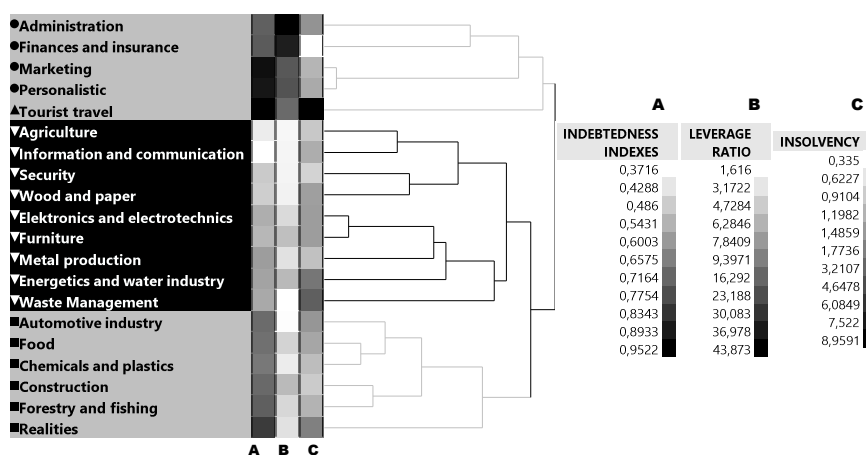 ●Administration
●Finances and insurance
●Marketing
●Personalistic
▲Tourist travel
▼Agriculture
▼Information and communication
▼Security
▼Wood and paper
▼Elektronics and electrotechnics
▼Furniture
▼Metal production
▼Energetics and water industry
▼Waste Management
■Automotive industry
■Food
■Chemicals and plastics
■Construction
■Forestry and fishing
■Realities
A B C
A
INDEBTEDNESS
INDEXES
0,3716
0,4288
0,486
0,5431
0,6003
0,6575
0,7164
0,7754
0,8343
0,8933
0,9522
B
LEVERAGE
RATIO
1,616
3,1722
4,7284
6,2846
7,8409
9,3971
16,292
23,188
30,083
36,978
43,873
C
INSOLVENCY
0,335
0,6227
0,9104
1,1982
1,4859
1,7736
3,2107
4,6478
6,0849
7,522
8,9591